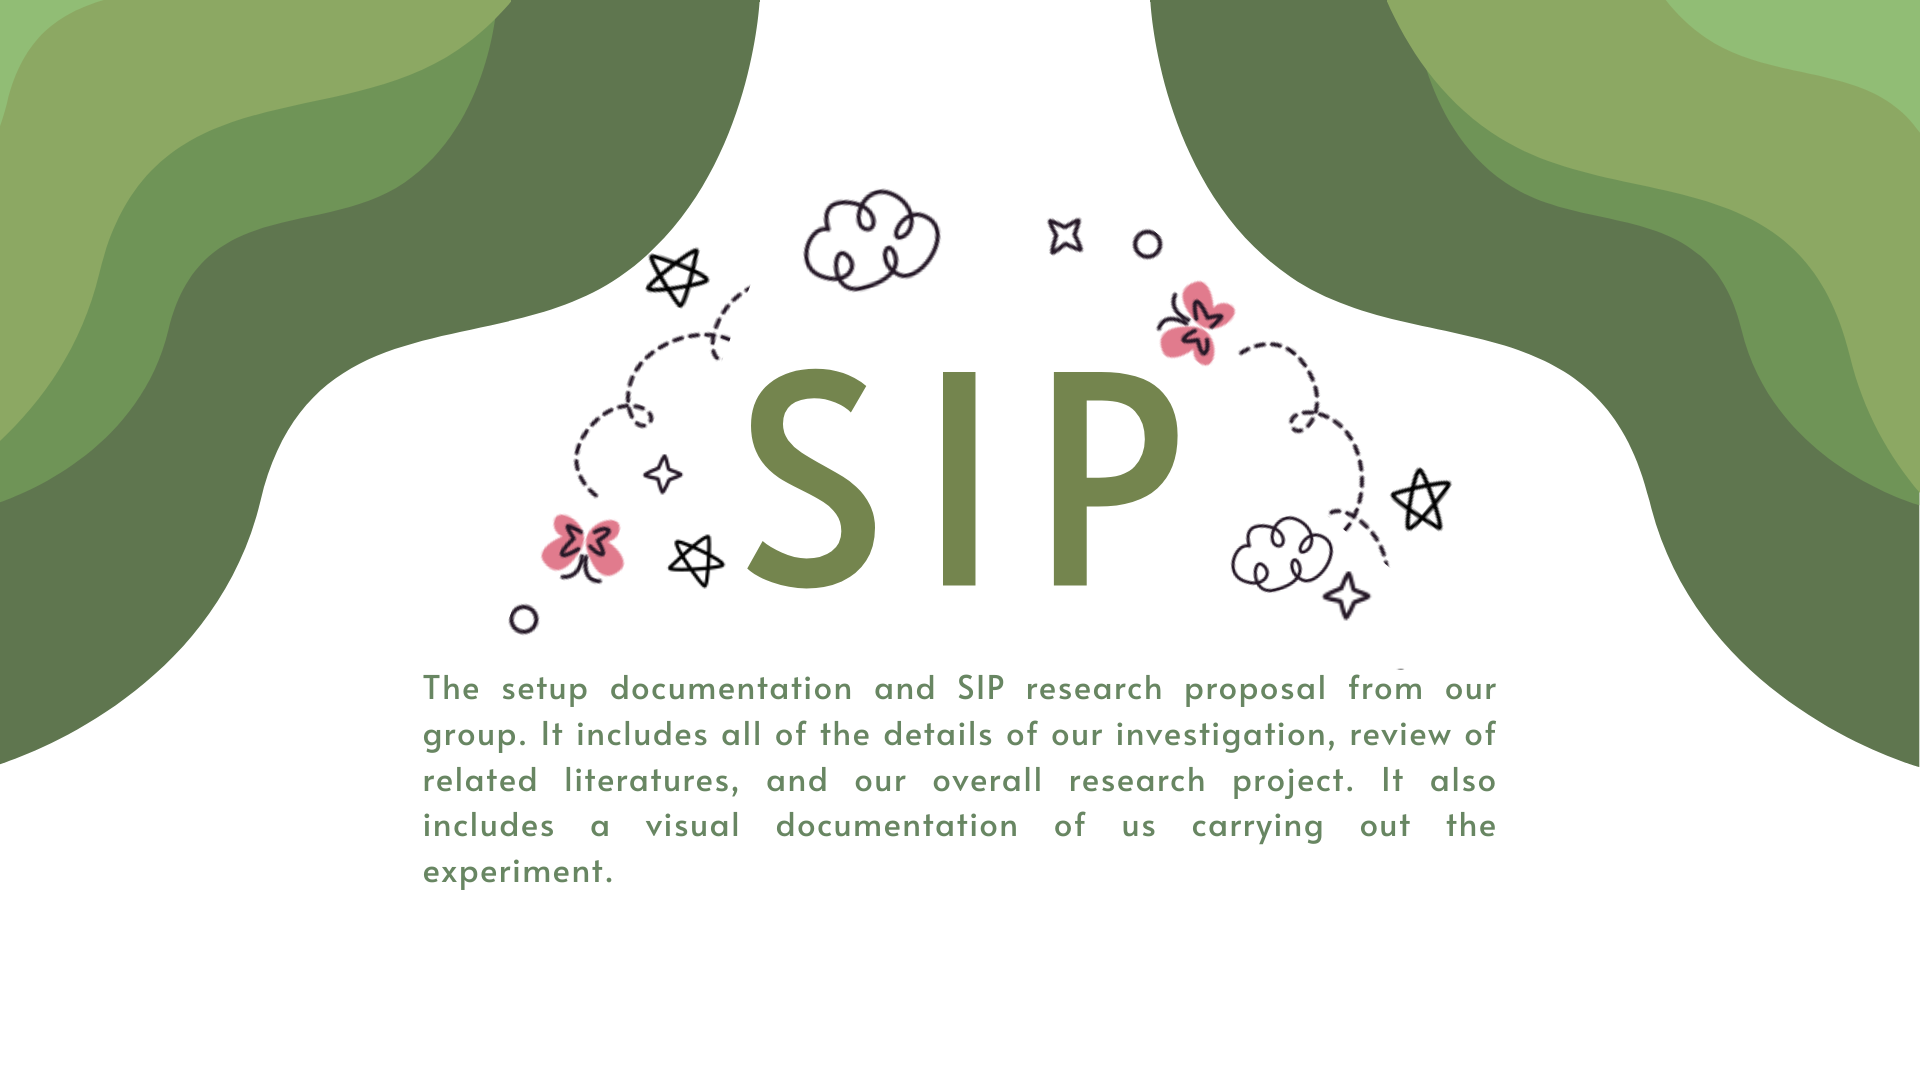 SIP
The setup documentation and SIP research proposal from our
group. It includes all of the details of our investigation, review of
related literatures, and our overall research project. It also
includes a visual documentation of us carrying out the
experiment.